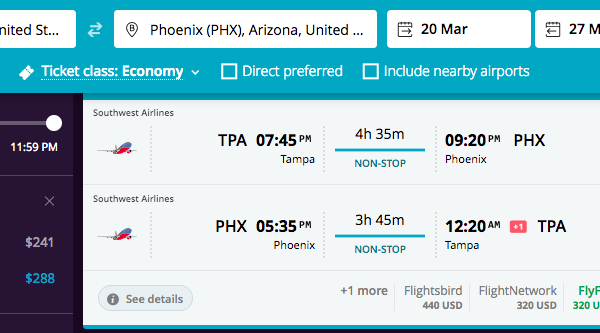 nited St...
B Phoenix (PHX), Arizona, United ...
20 Mar
27 M
Ticket class: Economy
Direct preferred
Include nearby airports
11:59 PM
$241
$288
Southwest Airlines
TPA 07:45 PM
Tampa
4h 35m
NON-STOP
09:20 PM PHX
Phoenix
Southwest Airlines
PHX 05:35 PM
Phoenix
3h 45m
NON-STOP
12:20 AM +1 TPA
Tampa
See details
+1 more
Flightsbird
440 USD
FlightNetwork
320 USD
FlyF
320 U